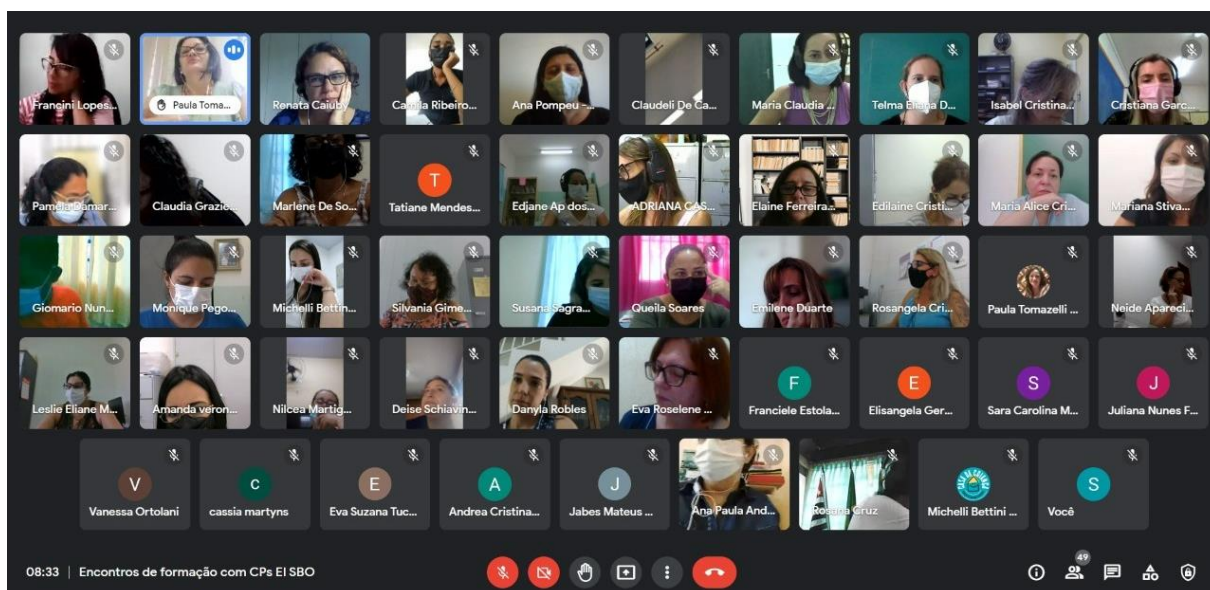 Francini Lopes...
Paula Toma...
Renata Caiuby
Camila Ribeiro...
Ana Pompeu -...
Claudeli De Ca...
Maria Claudia ...
Telma Eliana D...
Isabel Cristina...
Cristiana Garc...
Pamela Damar...
Claudia Grazie...
Marlene De So...
T
Tatiane Mendes...
Edjane Ap dos...
ADRIANA CAS...
Elaine Ferreira...
Edilaine Cristi...
Maria Alice Cri...
Mariana Stiva...
Giomario Nun...
Monique Pego...
Michelli Bettin...
Silvania Gime...
Susana Sagra...
Queila Soares
Emilene Duarte
Rosangela Cri...
Paula Tomazelli ...
Neide Apareci...
Leslie Eliane M...
Amanda veron...
Nilcea Martig...
Deise Schiavin...
Danyla Robles
Eva Roselene ...
F
Franciele Estola...
E
Elisangela Ger...
S
Sara Carolina M...
J
Juliana Nunes F...
V
Vanessa Ortolani
c
cassia martyns
E
Eva Suzana Tuc...
A
Andrea Cristina...
J
Jabes Mateus ...
Ana Paula And...
Rosana Cruz
Michelli Bettini ...
S
Você
08:33 | Encontros de formação com CPs EI SBO
49